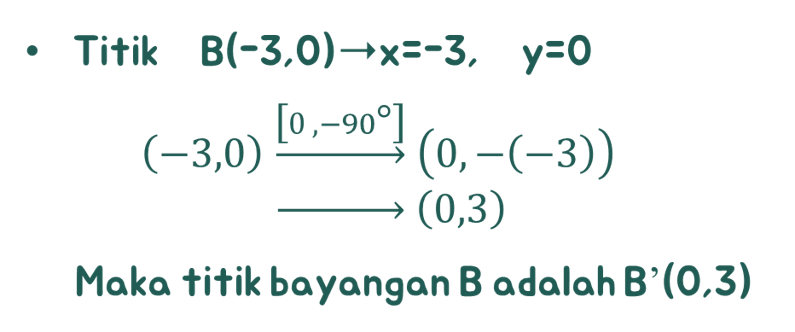 • Titik B(-3,0)→x=-3, y=0
[0 ,−90°]
(−3,0) ⟶ (0, −(−3))
⟶ (0,3)
Maka titik bayangan B adalah B’(0,3)